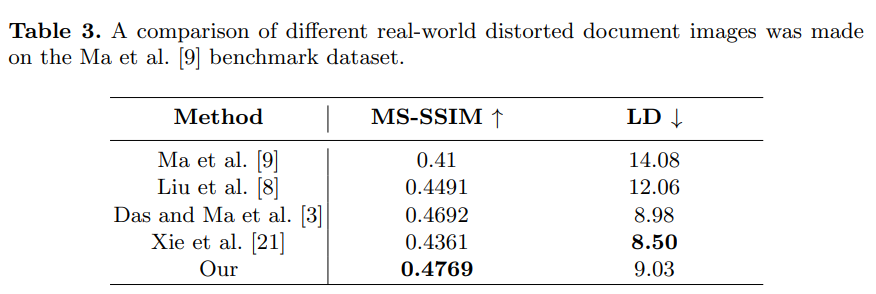 Table 3. A comparison of different real-world distorted document images was made
on the Ma et al. [9] benchmark dataset.
Method MS-SSIM ↑ LD ↓
Ma et al. [9] 0.41 14.08
Liu et al. [8] 0.4491 12.06
Das and Ma et al. [3] 0.4692 8.98
Xie et al. [21] 0.4361 8.50
Our 0.4769 9.03